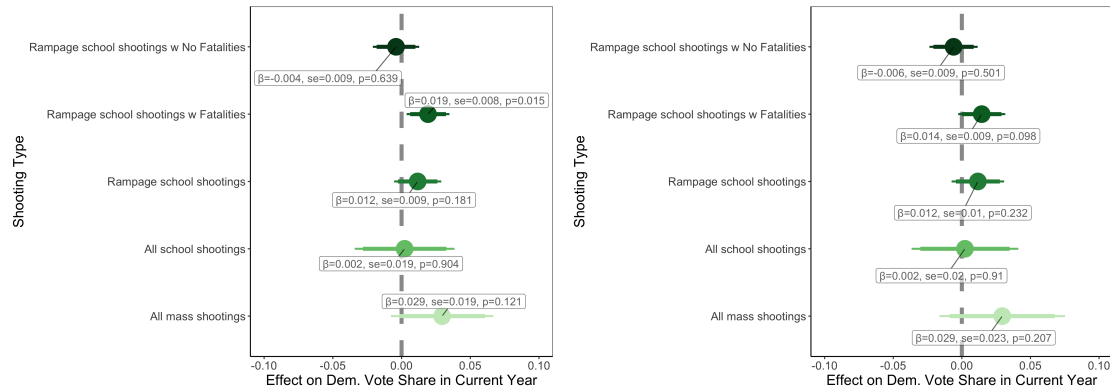 Shooting Type
Rampage school shootings w No Fatalities
β=-0.004, se=0.009, p=0.639
β=0.019, se=0.008, p=0.015
Rampage school shootings w Fatalities
Rampage school shootings
β=0.012, se=0.009, p=0.181
All school shootings
β=0.002, se=0.019, p=0.904
β=0.029, se=0.019, p=0.121
All mass shootings
-0.10 -0.05 0.00 0.05 0.10
Effect on Dem. Vote Share in Current Year
Shooting Type
Rampage school shootings w No Fatalities
β=-0.006, se=0.009, p=0.501
Rampage school shootings w Fatalities
β=0.014, se=0.009, p=0.098
Rampage school shootings
β=0.012, se=0.01, p=0.232
All school shootings
β=0.002, se=0.02, p=0.91
All mass shootings
β=0.029, se=0.023, p=0.207
-0.10 -0.05 0.00 0.05 0.10
Effect on Dem. Vote Share in Current Year